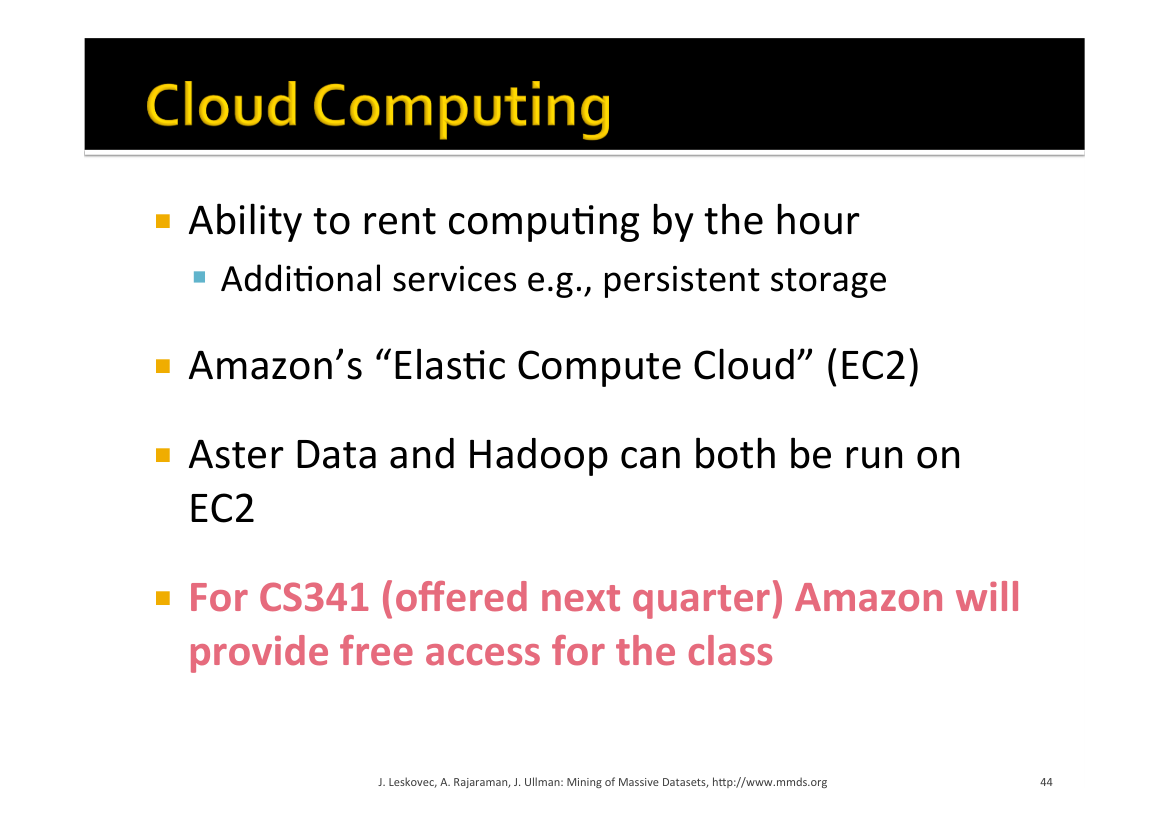 Cloud Computing
Ability to rent computing by the hour
Additional services e.g., persistent storage
Amazon’s “Elastic Compute Cloud” (EC2)
Aster Data and Hadoop can both be run on
EC2
For CS341 (offered next quarter) Amazon will
provide free access for the class
J. Leskovec, A. Rajaraman, J. Ullman: Mining of Massive Datasets, http://www.mmds.org
44